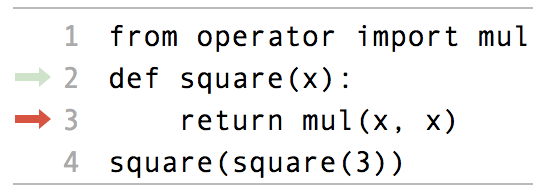 1 from operator import mul
2 def square(x):
3     return mul(x, x)
4 square(square(3))